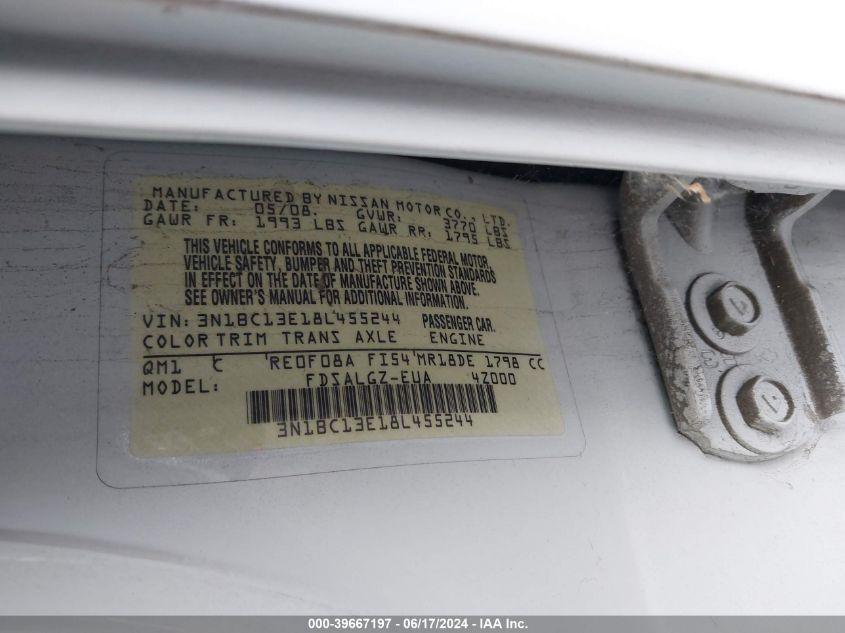 MANUFACTURED BY NISSAN MOTOR CO., LTD.
DATE: 05/08. GVWR: 3770 LBS
GAWR FR: 1993 LBS GAWR RR: 1795 LBS
THIS VEHICLE CONFORMS TO ALL APPLICABLE FEDERAL MOTOR
VEHICLE SAFETY, BUMPER AND THEFT PREVENTION STANDARDS
IN EFFECT ON THE DATE OF MANUFACTURE SHOWN ABOVE.
SEE OWNER'S MANUAL FOR ADDITIONAL INFORMATION.
VIN: 3N1BC13E18L455244 PASSENGER CAR.
COLOR TRIM TRANS AXLE ENGINE
QM1 C RE0F08A FI54 MR18DE 1798 CC
MODEL: FDSALGZ-EUA 4Z000
3N1BC13E18L455244
000-39667197 - 06/17/2024 - IAA Inc.